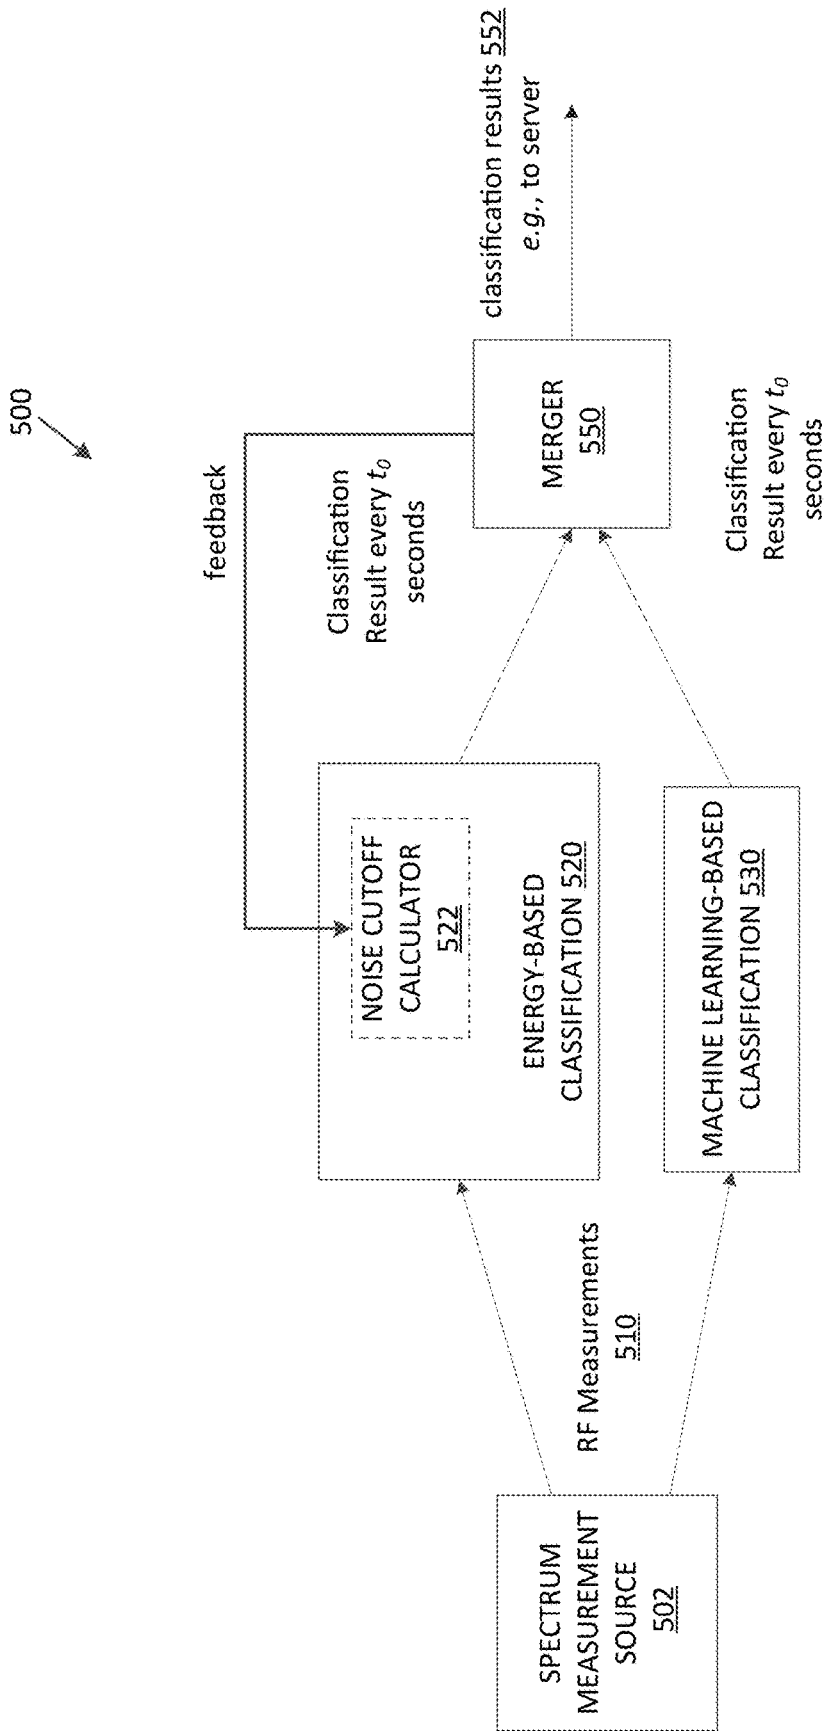 500
SPECTRUM
MEASUREMENT
SOURCE
502
RF Measurements
510
NOISE CUTOFF
CALCULATOR
522
ENERGY-BASED
CLASSIFICATION 520
MACHINE LEARNING-BASED
CLASSIFICATION 530
feedback
Classification
Result every t₀
seconds
Classification
Result every t₀
seconds
MERGER
550
classification results 552
e.g., to server